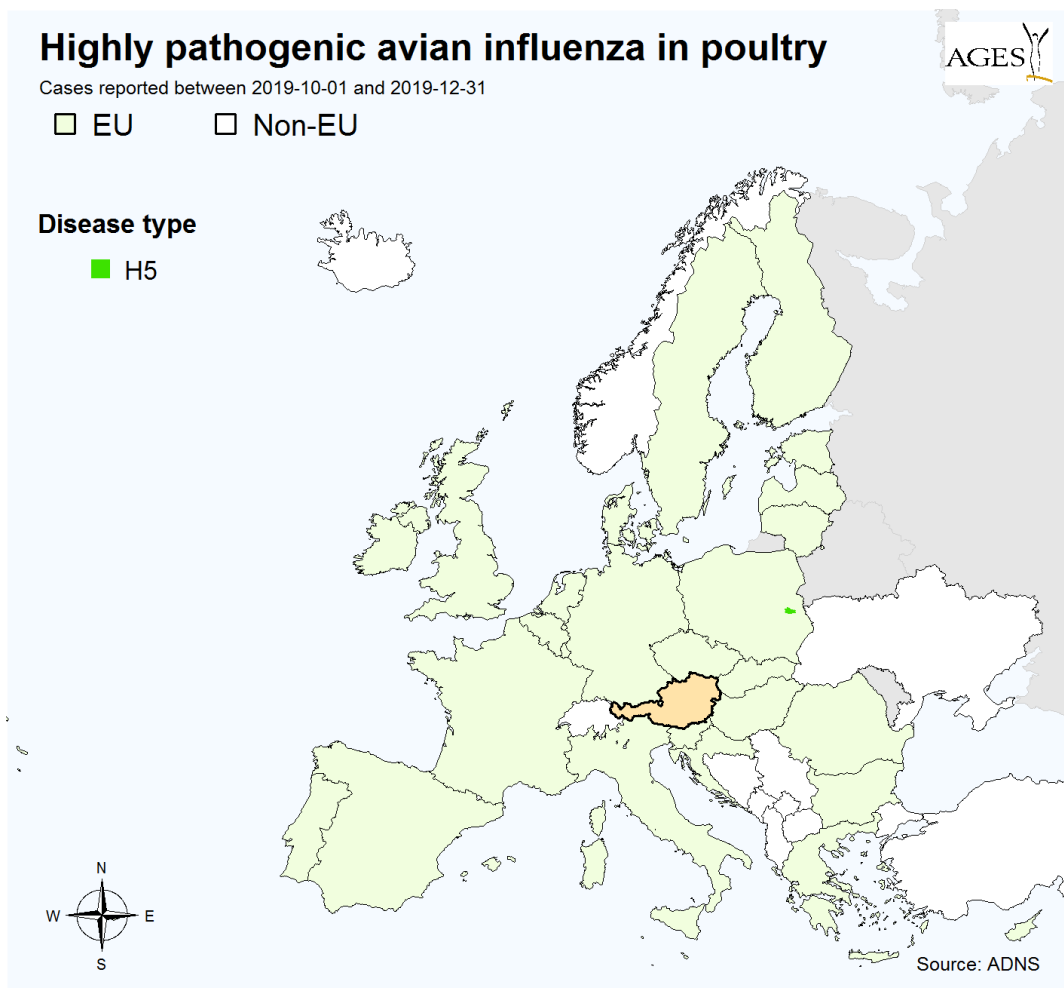 Highly pathogenic avian influenza in poultry
Cases reported between 2019-10-01 and 2019-12-31
EU Non-EU
AGES
Disease type
H5
N
W E
S
Source: ADNS